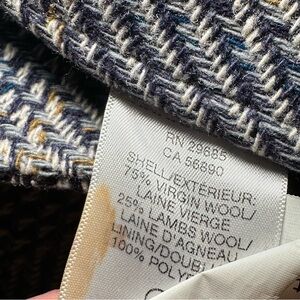 RN 29685
CA 56890
SHELL/EXTERIEUR:
75% VIRGIN WOOL/
LAINE VIERGE
25% LAMBS WOOL/
LAINE D'AGNEAU
LINING/DOUBL
100% POLYE